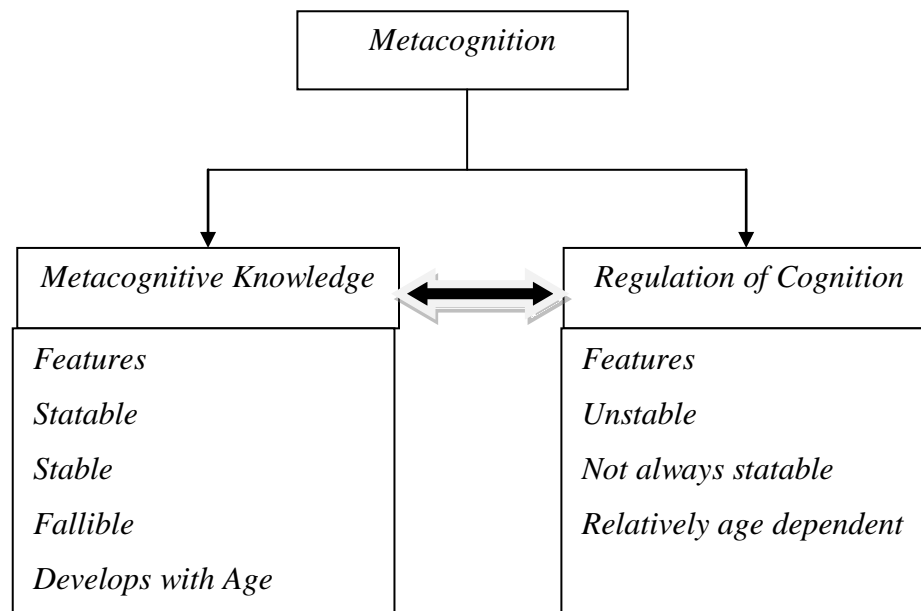 Metacognition
Metacognitive Knowledge
Features
Statable
Stable
Fallible
Develops with Age
Regulation of Cognition
Features
Unstable
Not always statable
Relatively age dependent